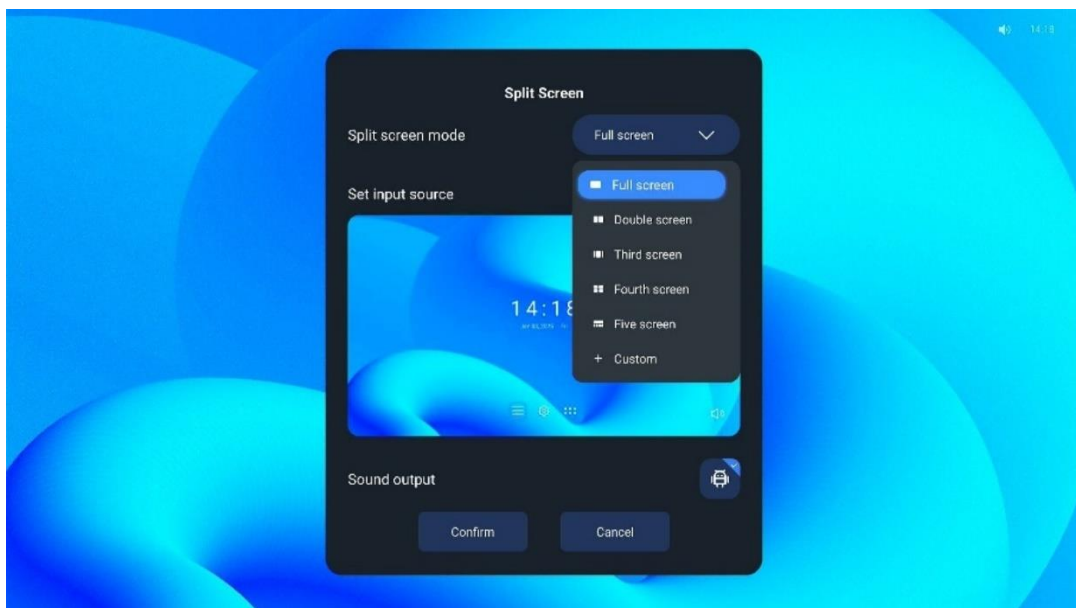 14:18
Split Screen
Split screen mode
Full screen
Set input source
Full screen
Double screen
Third screen
Fourth screen
Five screen
+ Custom
14:18
Sound output
Confirm
Cancel